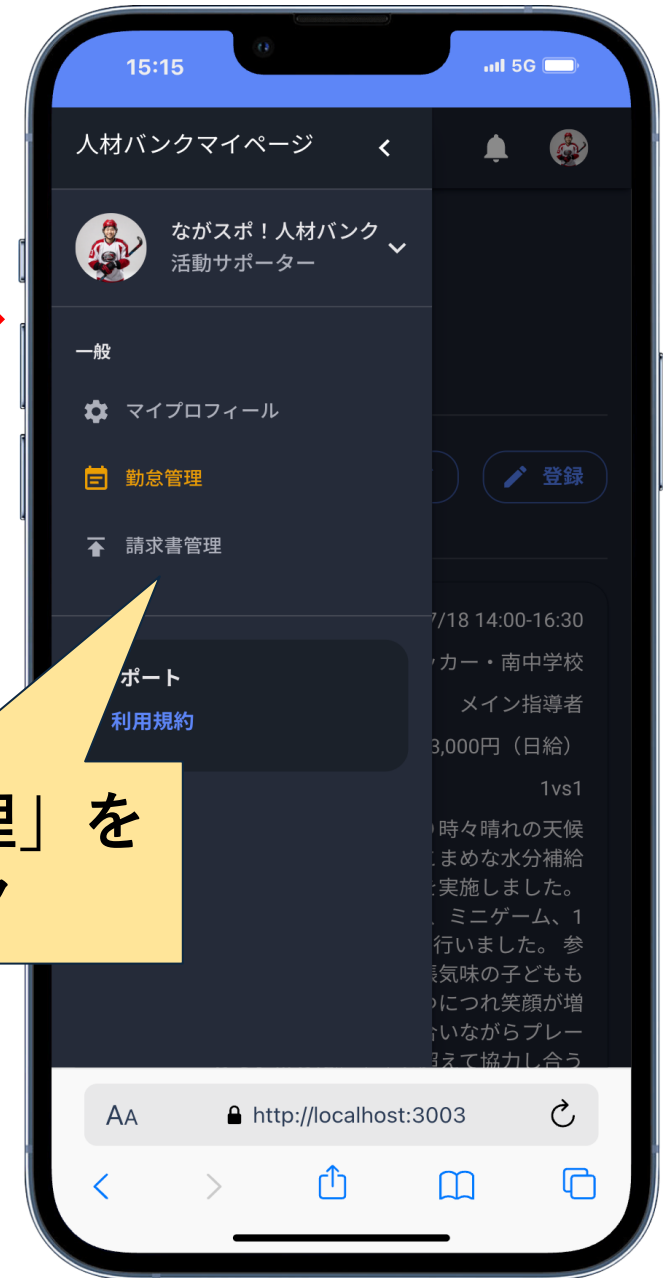 15:15
5G
人材バンクマイページ
ながスポ！人材バンク
活動サポーター
一般
マイプロフィール
勤怠管理
登録
請求書管理
/18 14:00-16:30
カー・南中学校
ポート
メイン指導者
利用規約
3,000円（日給）
1vs1
理」を
時々晴れの天候
まめな水分補給
実施しました。
ミニゲーム、1
行いました。 参
気味の子どもも
につれ笑顔が増
いながらプレー
えて協力し合う
AA
http://localhost:3003